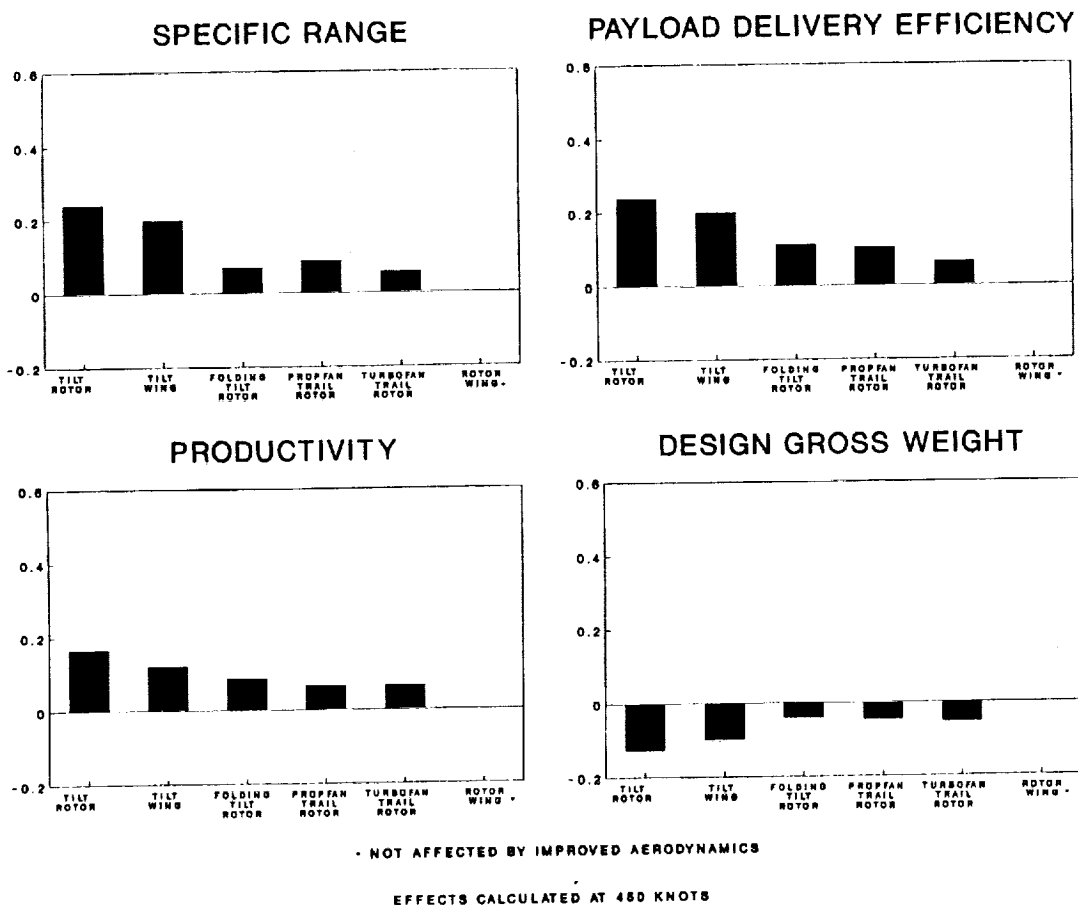 SPECIFIC RANGE
0.6
0.4
0.2
0
-0.2
TILT ROTOR
TILT WING
FOLDING TILT ROTOR
PROPFAN TRAIL ROTOR
TURBOFAN TRAIL ROTOR
ROTOR WING *
PAYLOAD DELIVERY EFFICIENCY
0.6
0.4
0.2
0
-0.2
TILT ROTOR
TILT WING
FOLDING TILT ROTOR
PROPFAN TRAIL ROTOR
TURBOFAN TRAIL ROTOR
ROTOR WING *
PRODUCTIVITY
0.6
0.4
0.2
0
-0.2
TILT ROTOR
TILT WING
FOLDING TILT ROTOR
PROPFAN TRAIL ROTOR
TURBOFAN TRAIL ROTOR
ROTOR WING *
DESIGN GROSS WEIGHT
0.6
0.4
0.2
0
-0.2
TILT ROTOR
TILT WING
FOLDING TILT ROTOR
PROPFAN TRAIL ROTOR
TURBOFAN TRAIL ROTOR
ROTOR WING *
* NOT AFFECTED BY IMPROVED AERODYNAMICS
EFFECTS CALCULATED AT 450 KNOTS